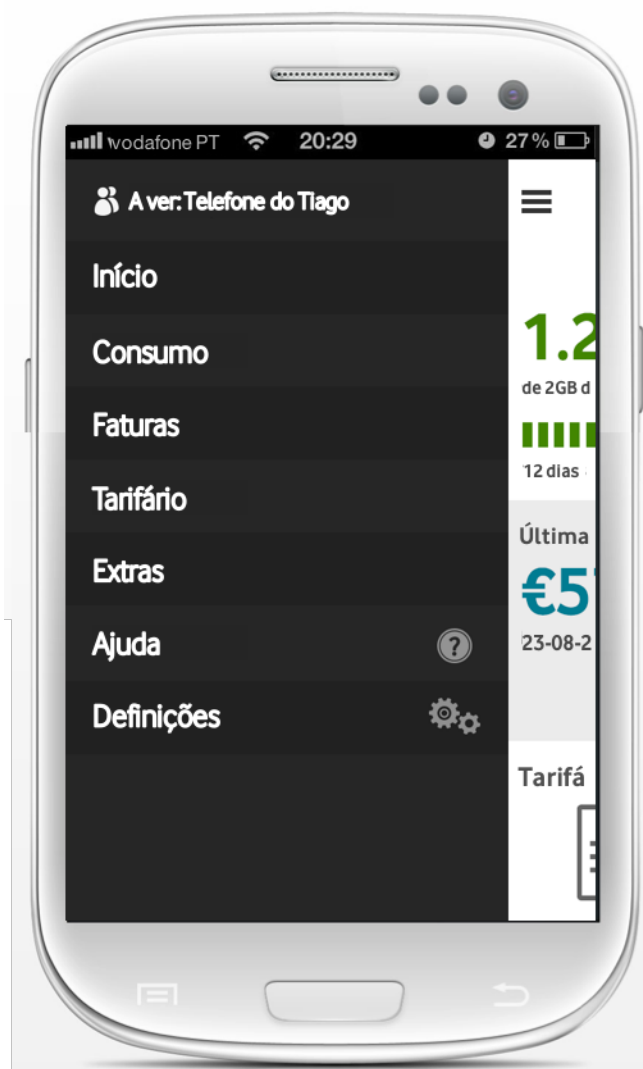 vodafone PT 20:29 27%
A ver: Telefone do Tiago
Início
Consumo
Faturas
Tarifário
Extras
Ajuda
?
Definições
1.2
de 2GB d
12 dias
Última
€5
23-08-2
Tarifá